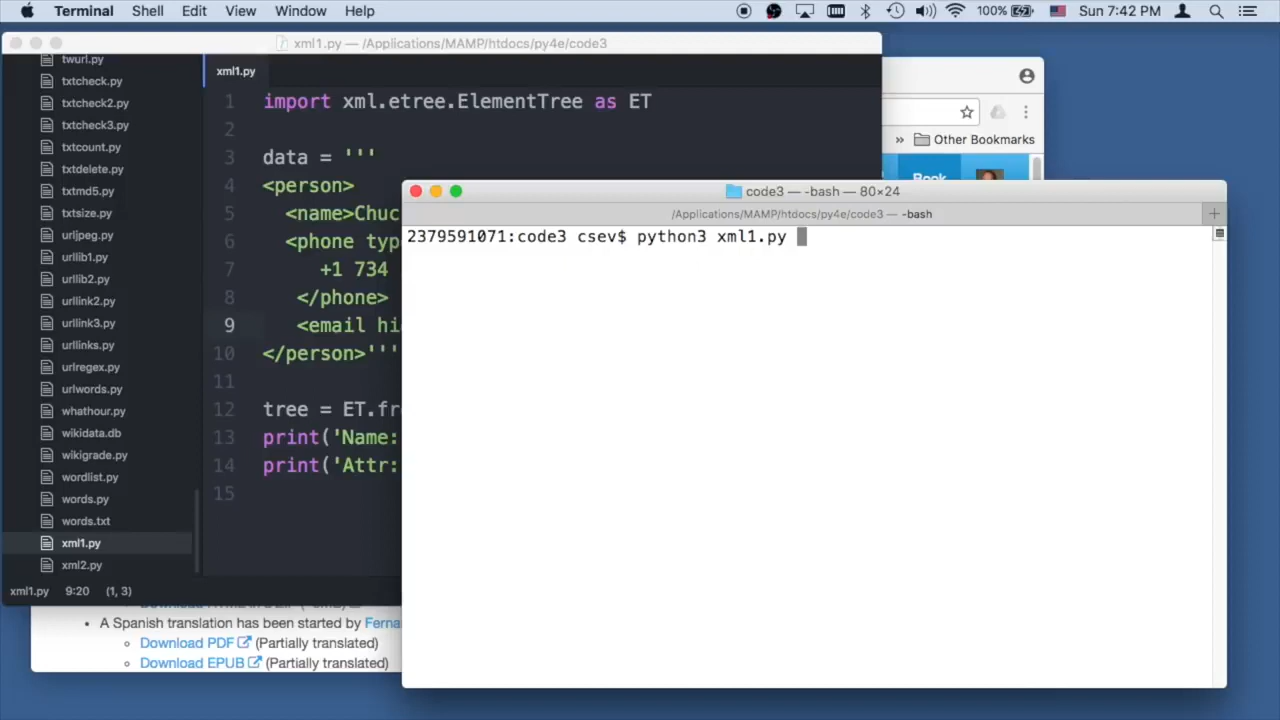 Terminal Shell Edit View Window Help 100% Sun 7:42 PM
xml1.py — /Applications/MAMP/htdocs/py4e/code3
twurl.py
txtcheck.py
txtcheck2.py
txtcheck3.py
txtcount.py
txtdelete.py
txtmd5.py
txtsize.py
urljpeg.py
urllib1.py
urllib2.py
urllink2.py
urllink3.py
urllinks.py
urlregex.py
urlwords.py
whathour.py
wikidata.db
wikigrade.py
wordlist.py
words.py
words.txt
xml1.py
xml2.py
xml1.py 9:20 (1, 3)
xml1.py
1 import xml.etree.ElementTree as ET
2
3 data = '''
4 <person>
5 <name>Chuc
6 <phone typ
7 +1 734
8 </phone>
9 <email hi
10 </person>'''
11
12 tree = ET.fr
13 print('Name:
14 print('Attr:
15
» Other Bookmarks
Book
code3 — -bash — 80×24
/Applications/MAMP/htdocs/py4e/code3 — -bash
2379591071:code3 csev$ python3 xml1.py
A Spanish translation has been started by Ferna
Download PDF (Partially translated)
Download EPUB (Partially translated)